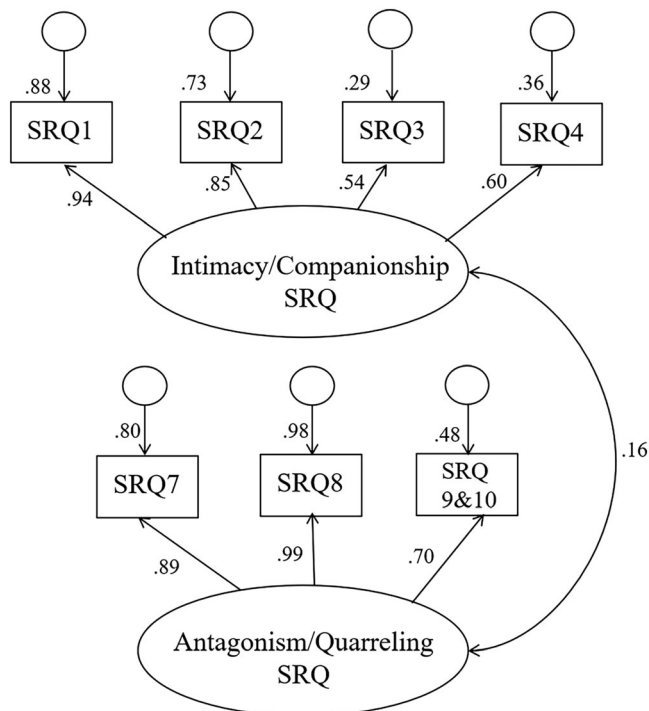 .88
.73
.29
.36
SRQ1
SRQ2
SRQ3
SRQ4
.94
.85
.54
.60
Intimacy/Companionship
SRQ
.16
.80
.98
.48
SRQ7
SRQ8
SRQ
9&10
.89
.99
.70
Antagonism/Quarreling
SRQ